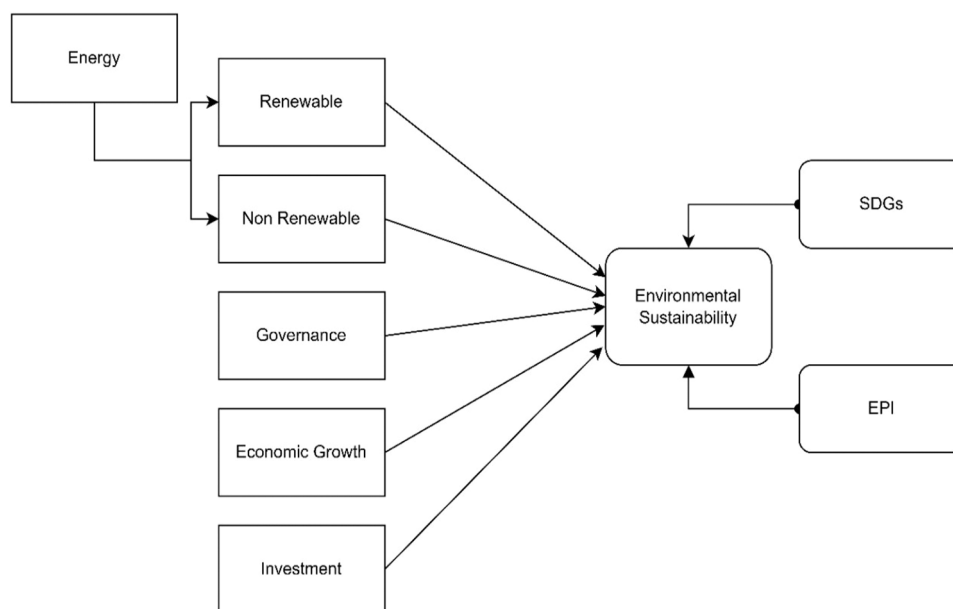 Energy
Renewable
Non Renewable
Governance
Economic Growth
Investment
Environmental
Sustainability
SDGs
EPI